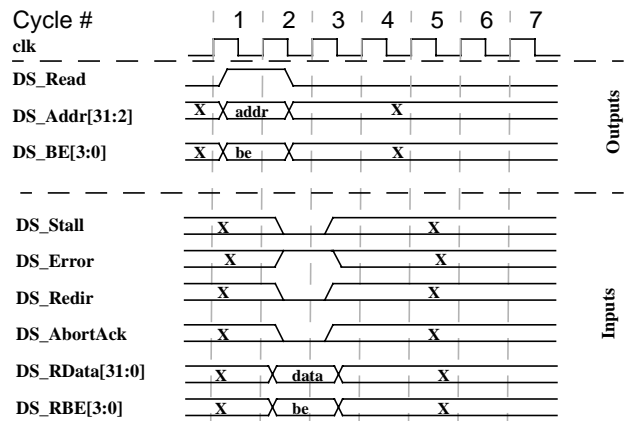 Cycle # 1 2 3 4 5 6 7
clk
DS_Read
DS_Addr[31:2] X addr X
DS_BE[3:0] X be X
Outputs
DS_Stall X X
DS_Error X X
DS_Redir X X
DS_AbortAck X X
DS_RData[31:0] X data X
DS_RBE[3:0] X be X
Inputs